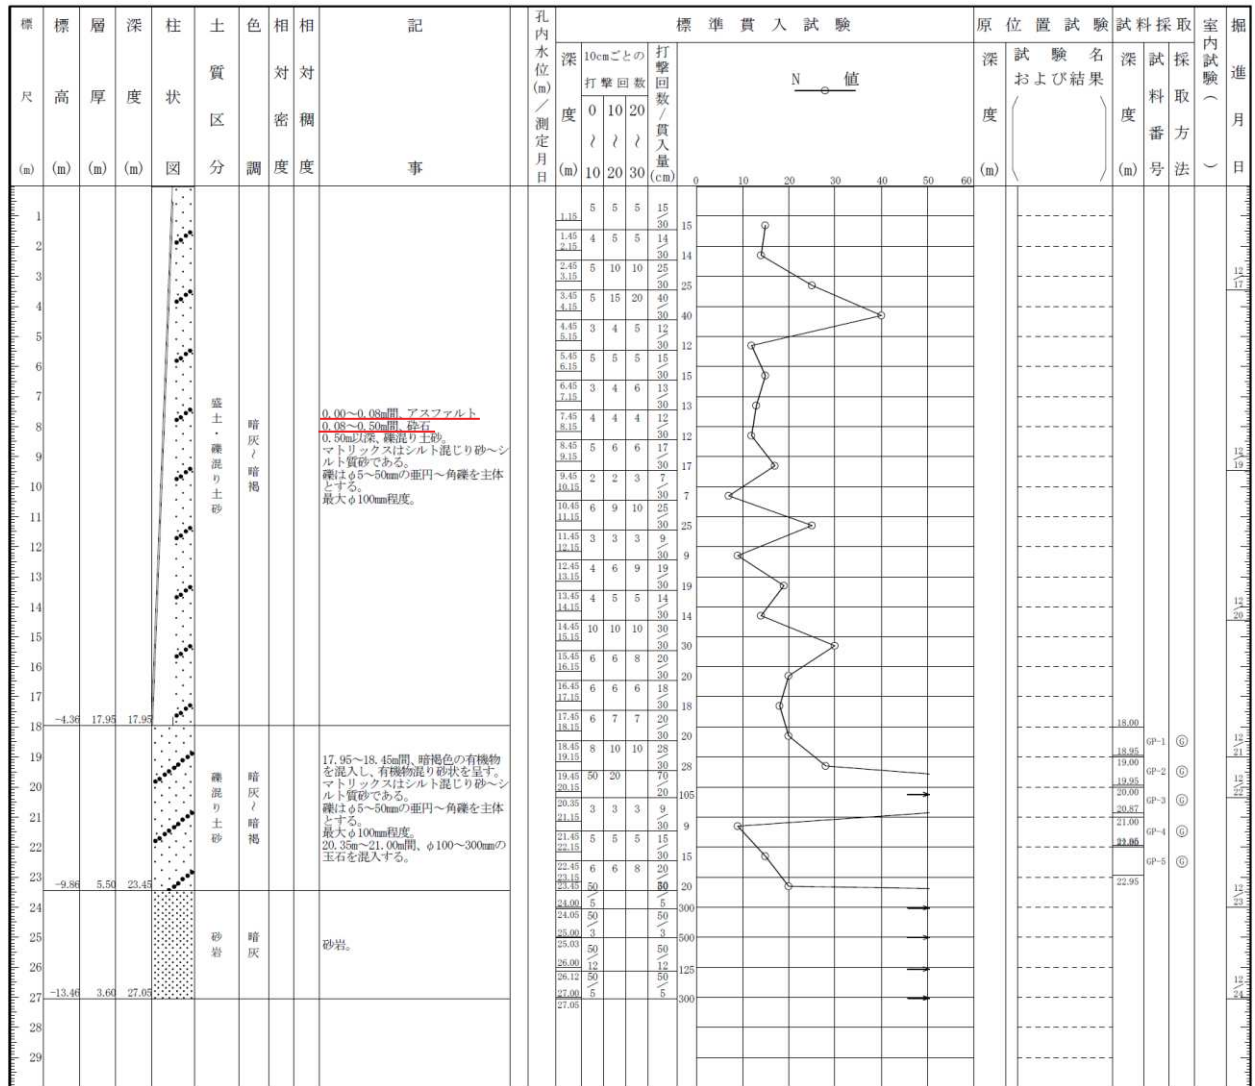 標尺(m)
標高(m)
層厚(m)
深度(m)
柱状図
土質区分
色調
相対密度
相対稠度
記事
孔内水位(m)／測定月日
標準貫入試験
深度(m)
10cmごとの打撃回数
0 10 20
～ ～ ～
10 20 30
打撃回数／貫入量(cm)
N 値
0 10 20 30 40 50 60
原位置試験
深度(m)
試験名および結果
試料採取
深度(m)
試料番号
採取方法
室内試験（ ）
掘進月日
1
2
3
4
5
6
7
8
9
10
11
12
13
14
15
16
17
18
19
20
21
22
23
24
25
26
27
28
29
-4.36 17.95 17.95
-9.86 5.50 23.45
-13.46 3.60 27.05
盛土・礫混り土砂
暗灰～暗褐
0.00～0.08m間、アスファルト
0.08～0.50m間、砕石
0.50m以深、礫混り土砂。
マトリックスはシルト混じり砂～シ
ルト質砂である。
礫はφ5～50mmの亜円～角礫を主体
とする。
最大φ100mm程度。
礫混り土砂
暗灰～暗褐
17.95～18.45m間、暗褐色の有機物
を混入し、有機物混り砂状を呈す。
マトリックスはシルト混じり砂～シ
ルト質砂である。
礫はφ5～50mmの亜円～角礫を主体
とする。
最大φ100mm程度。
20.35m～21.00m間、φ100～300mmの
玉石を混入する。
砂岩
暗灰
砂岩。
1.15
1.45 5 5 5 15/30 15
2.15
2.45 4 5 5 14/30 14
3.15
3.45 5 10 10 25/30 25
4.15
4.45 5 15 20 40/30 40
5.15
5.45 3 4 5 12/30 12
6.15
6.45 5 5 5 15/30 15
7.15
7.45 3 4 6 13/30 13
8.15
8.45 4 4 4 12/30 12
9.15
9.45 5 6 6 17/30 17
10.15
10.45 2 2 3 7/30 7
11.15
11.45 6 9 10 25/30 25
12.15
12.45 3 3 3 9/30 9
13.15
13.45 4 6 9 19/30 19
14.15
14.45 4 5 5 14/30 14
15.15
15.45 10 10 10 30/30 30
16.15
16.45 6 6 8 20/30 20
17.15
17.45 6 6 6 18/30 18
18.15
18.45 6 7 7 20/30 20
19.15
19.45 8 10 10 28/30 28
20.15
20.35 50 20 70/20 105
21.15
21.45 3 3 3 9/30 9
22.15
22.45 5 5 5 15/30 15
23.15
23.45 6 6 8 20/30 20
24.00
24.05 50/5 50/5 300
25.00
25.03 50/3 50/3 500
26.00
26.12 50/12 50/12 125
27.00
27.05 50/5 50/5 300
18.00
18.95 GP-1 Ⓖ
19.00
19.95 GP-2 Ⓖ
20.00
20.87 GP-3 Ⓖ
21.00
GP-4 Ⓖ
GP-5 Ⓖ
22.95
12/17
12/19
12/20
12/21
12/22
12/23
12/24